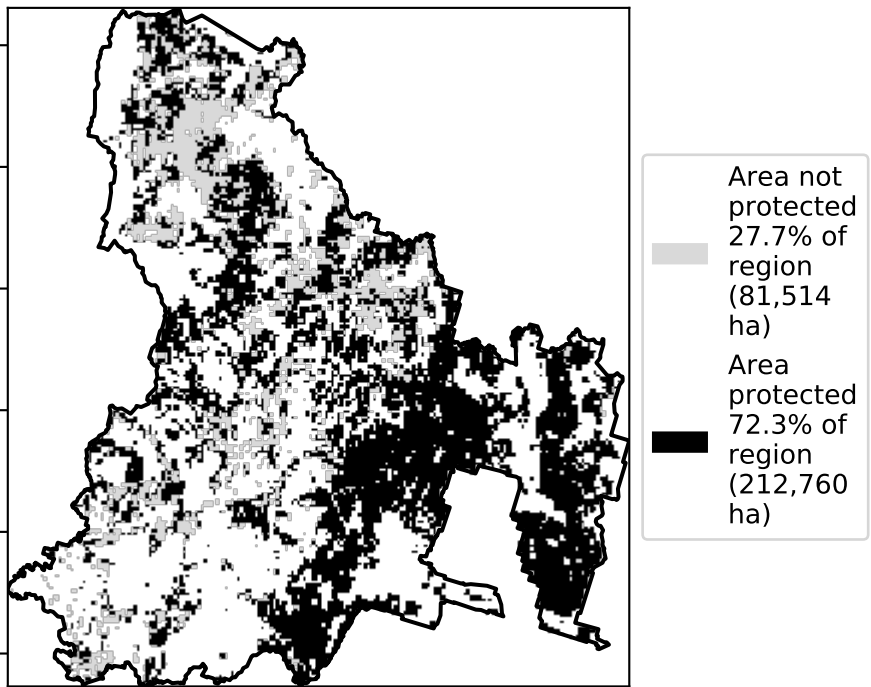 Area not
protected
27.7% of
region
(81,514
ha)
Area
protected
72.3% of
region
(212,760
ha)